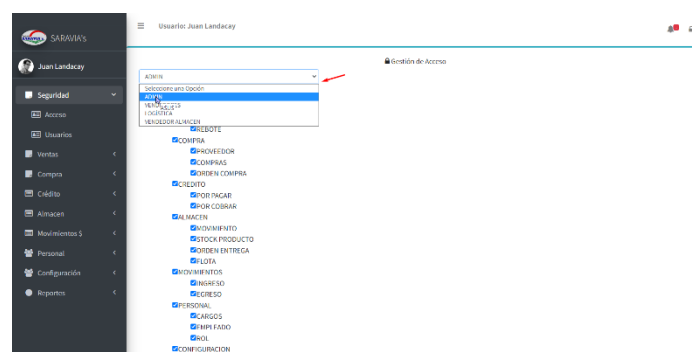 SARAVIA's
Usuario: Juan Landacay
Juan Landacay
Gestión de Acceso
Seguridad
Acceso
Usuarios
Ventas
Compra
Crédito
Almacen
Movimientos $
Personal
Configuración
Reportes
ADMIN
Seleccione una Opción
ADMIN
LOGISTICA
VENDEDOR ALMACEN
REBOTE
COMPRA
PROVEEDOR
COMPRAS
ORDEN COMPRA
CREDITO
POR PAGAR
POR COBRAR
ALMACEN
MOVIMIENTO
STOCK PRODUCTO
ORDEN ENTREGA
FLOTA
MOVIMIENTOS
INGRESO
EGRESO
PERSONAL
CARGOS
EMPLEADO
ROL
CONFIGURACION